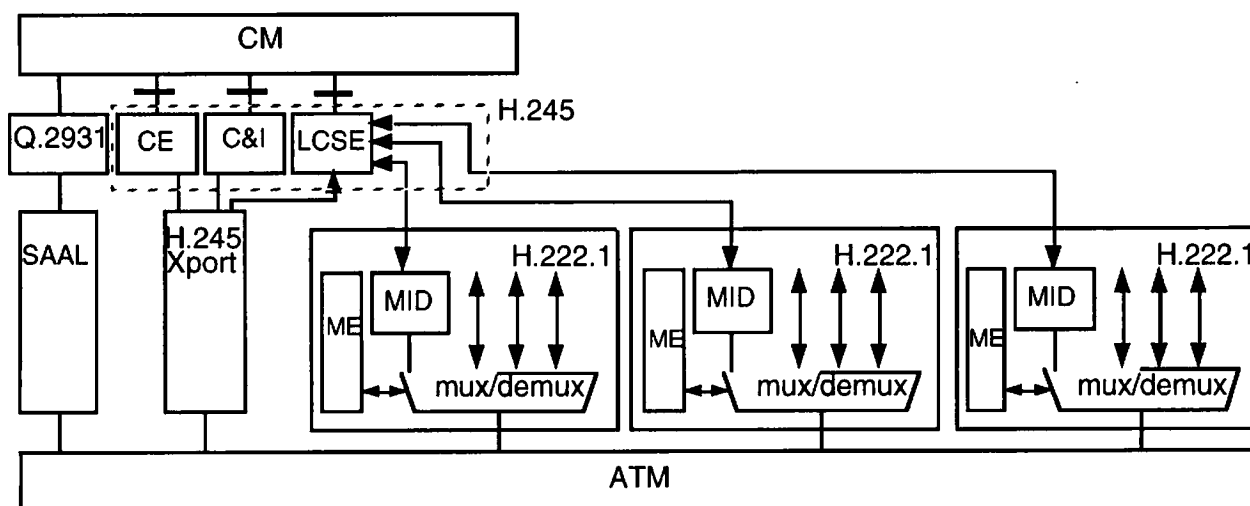 CM
H.245
Q.2931
CE
C&I
LCSE
SAAL
H.245
Xport
H.222.1
H.222.1
H.222.1
MID
MID
MID
ME
ME
ME
mux/demux
mux/demux
mux/demux
ATM